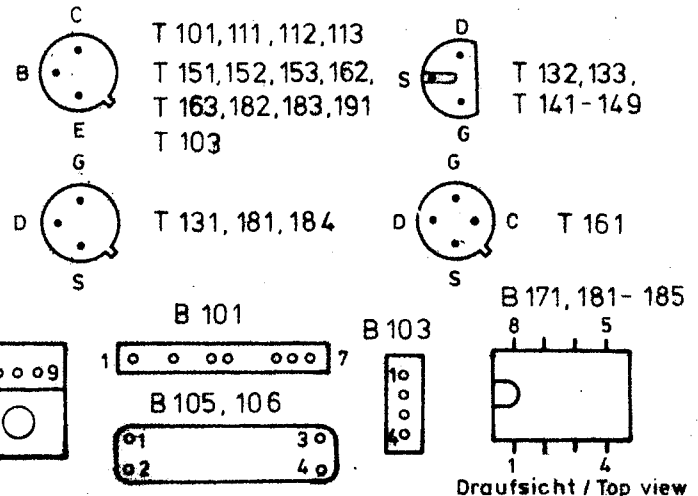 C
B
E
T 101, 111, 112, 113
T 151, 152, 153, 162,
T 163, 182, 183, 191
T 103
D
S
G
T 132, 133,
T 141 - 149
G
D
S
T 131, 181, 184
G
D
C
S
T 161
9
B 101
1
7
B 105, 106
1
3
2
4
B 103
1
4
B 171, 181 - 185
8
5
1
4
Draufsicht / Top view